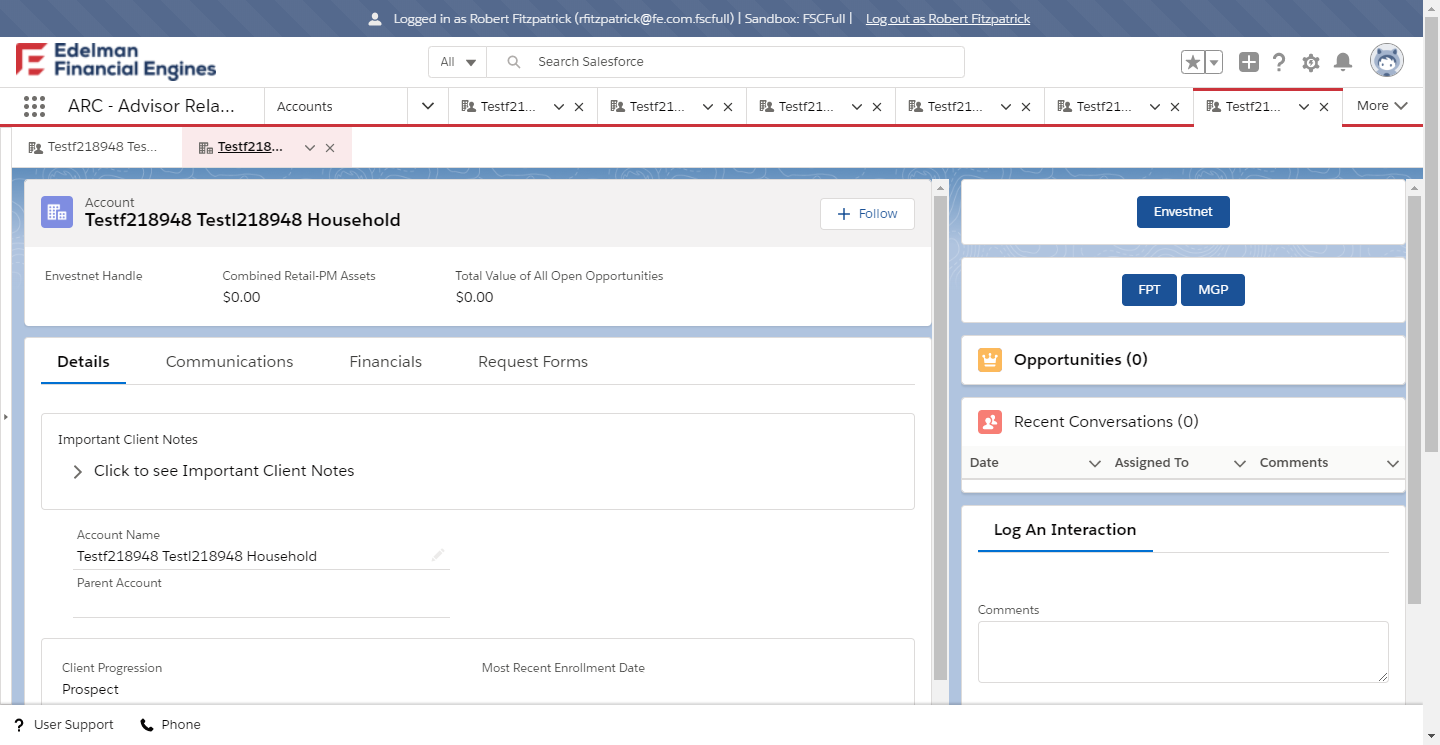 Logged in as Robert Fitzpatrick (rfitzpatrick@fe.com.fscfull) | Sandbox: FSCFull | Log out as Robert Fitzpatrick
Edelman
Financial Engines
All
Search Salesforce
ARC - Advisor Rela...
Accounts
Testf21...
Testf21...
Testf21...
Testf21...
Testf21...
Testf21...
More
Testf218948 Tes...
Testf218...
Account
Testf218948 Testl218948 Household
Follow
Envestnet Handle
Combined Retail-PM Assets
Total Value of All Open Opportunities
$0.00
$0.00
Details
Communications
Financials
Request Forms
Important Client Notes
Click to see Important Client Notes
Account Name
Testf218948 Testl218948 Household
Parent Account
Client Progression
Most Recent Enrollment Date
Prospect
Envestnet
FPT
MGP
Opportunities (0)
Recent Conversations (0)
Date
Assigned To
Comments
Log An Interaction
Comments
User Support
Phone